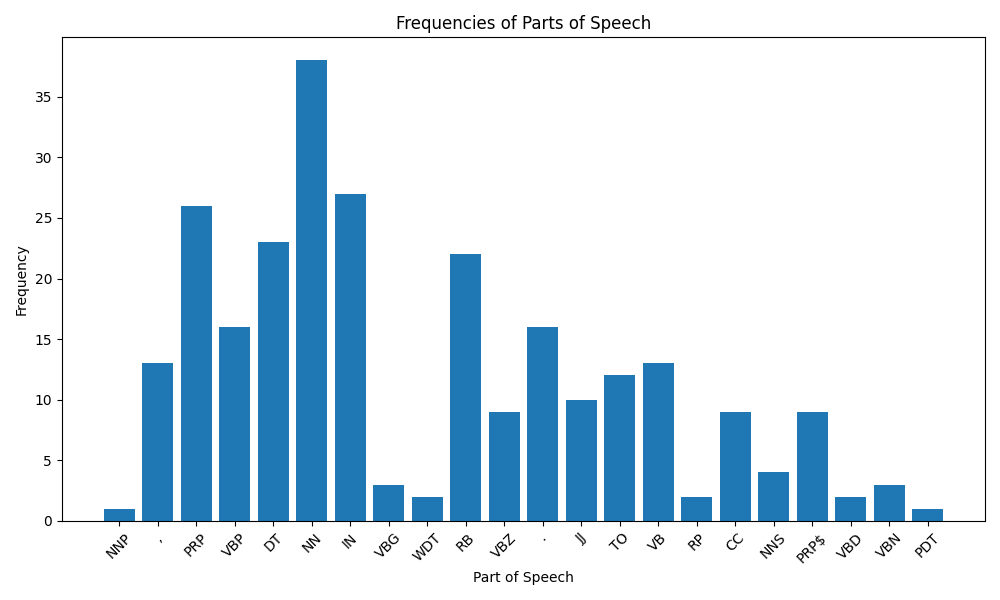 Frequencies of Parts of Speech
Frequency
35
30
25
20
15
10
5
0
NNP , PRP VBP DT NN IN VBG WDT RB VBZ . JJ TO VB RP CC NNS PRP$ VBD VBN PDT
Part of Speech